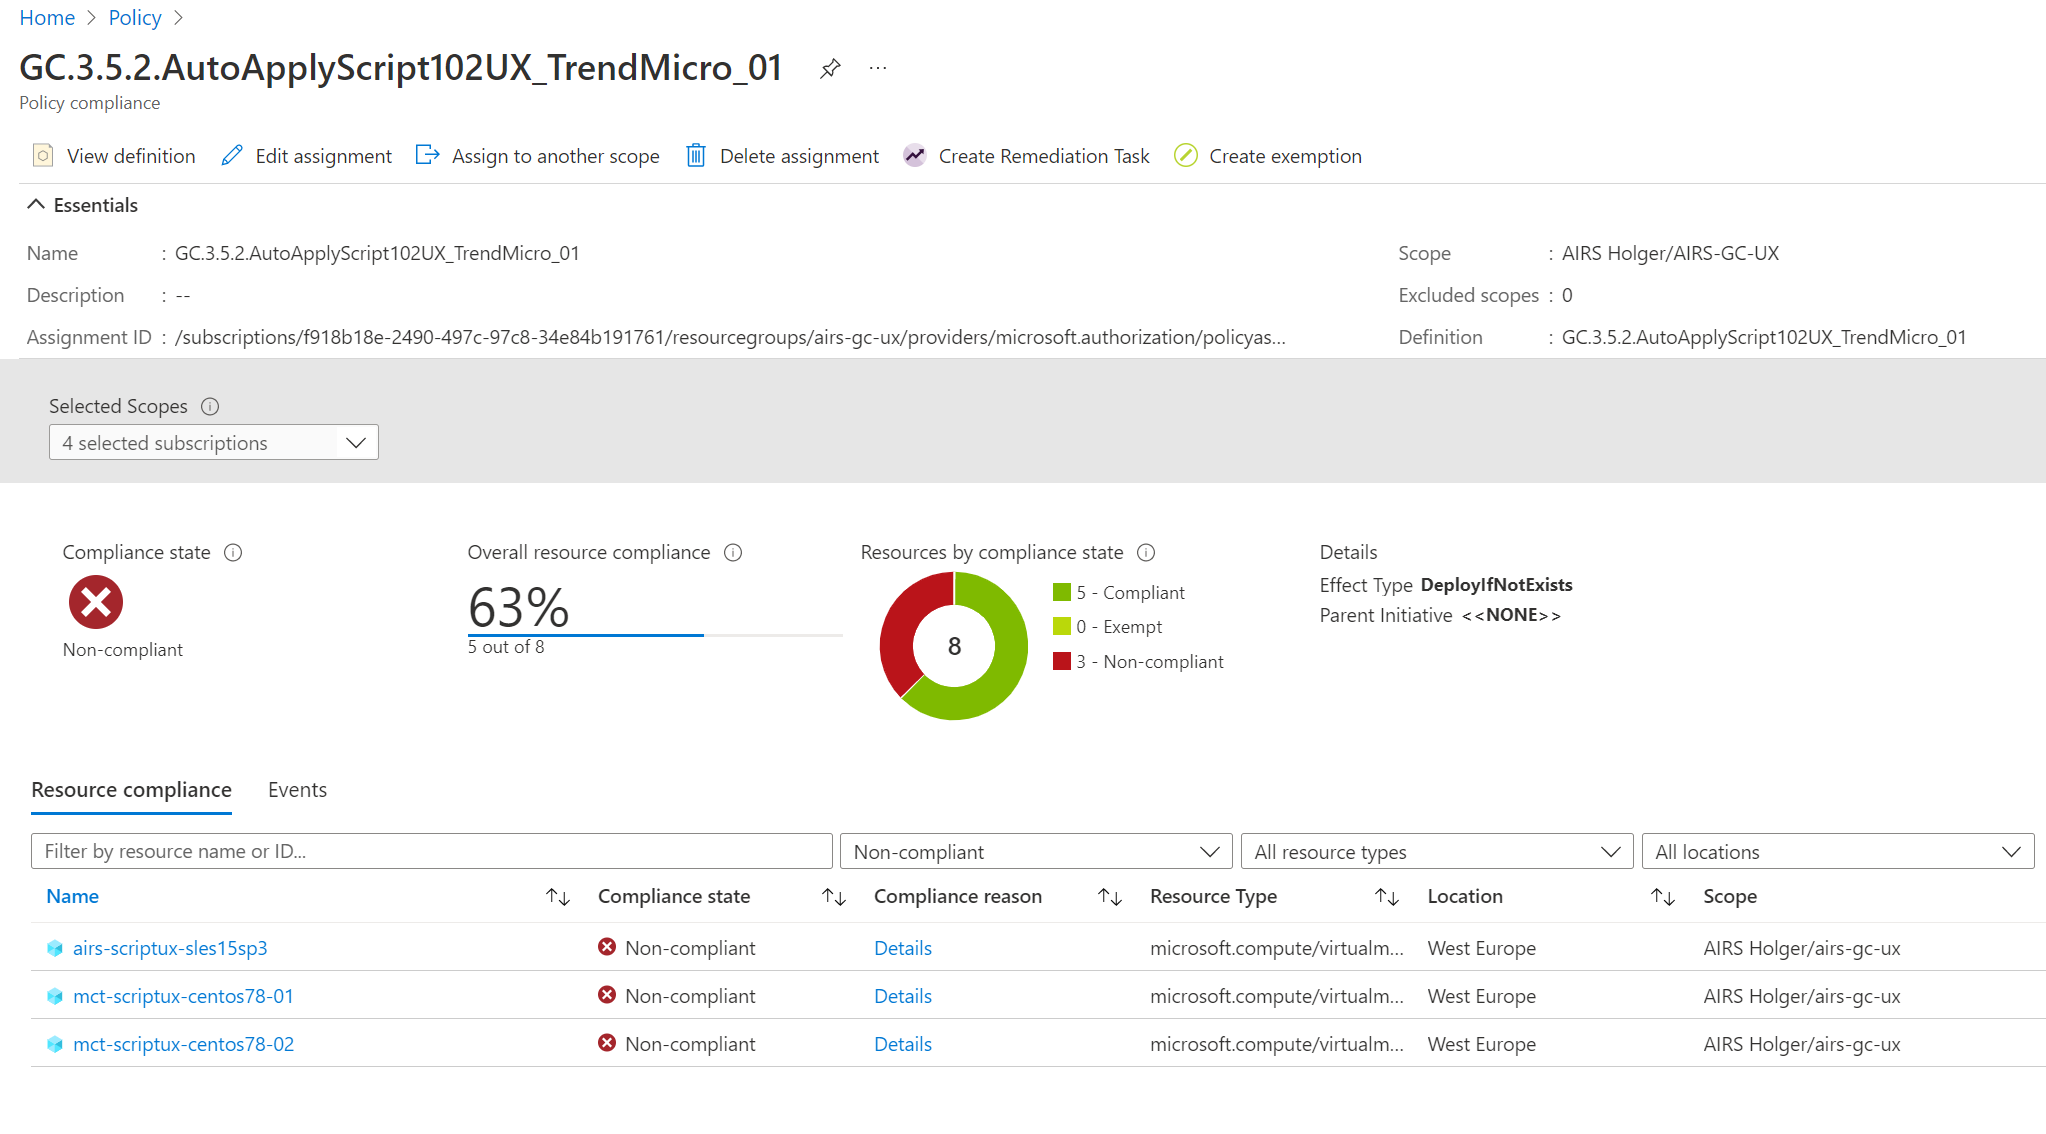 Home > Policy >
GC.3.5.2.AutoApplyScript102UX_TrendMicro_01 ...
Policy compliance
View definition Edit assignment Assign to another scope Delete assignment Create Remediation Task Create exemption
Essentials
Name : GC.3.5.2.AutoApplyScript102UX_TrendMicro_01 Scope : AIRS Holger/AIRS-GC-UX
Description : -- Excluded scopes : 0
Assignment ID : /subscriptions/f918b18e-2490-497c-97c8-34e84b191761/resourcegroups/airs-gc-ux/providers/microsoft.authorization/policyas... Definition : GC.3.5.2.AutoApplyScript102UX_TrendMicro_01
Selected Scopes
4 selected subscriptions
Compliance state
Non-compliant
Overall resource compliance
63%
5 out of 8
Resources by compliance state
8
5 - Compliant
0 - Exempt
3 - Non-compliant
Details
Effect Type DeployIfNotExists
Parent Initiative <<NONE>>
Resource compliance Events
Filter by resource name or ID... Non-compliant All resource types All locations
Name Compliance state Compliance reason Resource Type Location Scope
airs-scriptux-sles15sp3 Non-compliant Details microsoft.compute/virtualm... West Europe AIRS Holger/airs-gc-ux
mct-scriptux-centos78-01 Non-compliant Details microsoft.compute/virtualm... West Europe AIRS Holger/airs-gc-ux
mct-scriptux-centos78-02 Non-compliant Details microsoft.compute/virtualm... West Europe AIRS Holger/airs-gc-ux